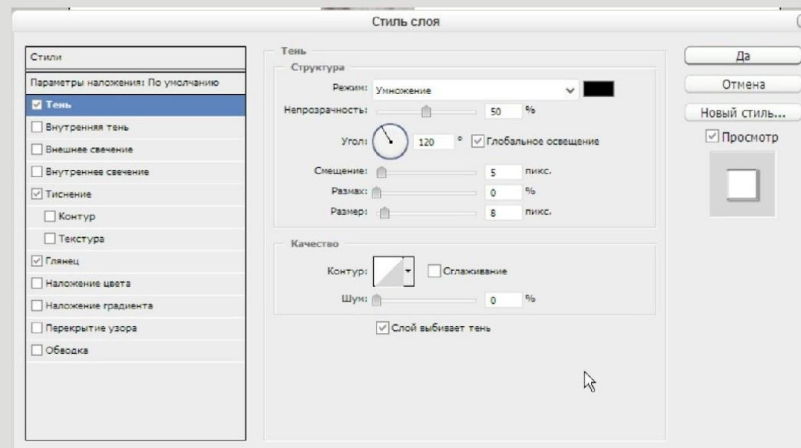 Стиль слоя
Стили
Параметры наложения: По умолчанию
Тень
Внутренняя тень
Внешнее свечение
Внутреннее свечение
Тиснение
Контур
Текстура
Глянец
Наложение цвета
Наложение градиента
Перекрытие узора
Обводка
Тень
Структура
Режим: Умножение
Непрозрачность: 50 %
Угол: 120 ° Глобальное освещение
Смещение: 5 пикс.
Размах: 0 %
Размер: 8 пикс.
Качество
Контур: Сглаживание
Шум: 0 %
Слой выбивает тень
Да
Отмена
Новый стиль...
Просмотр